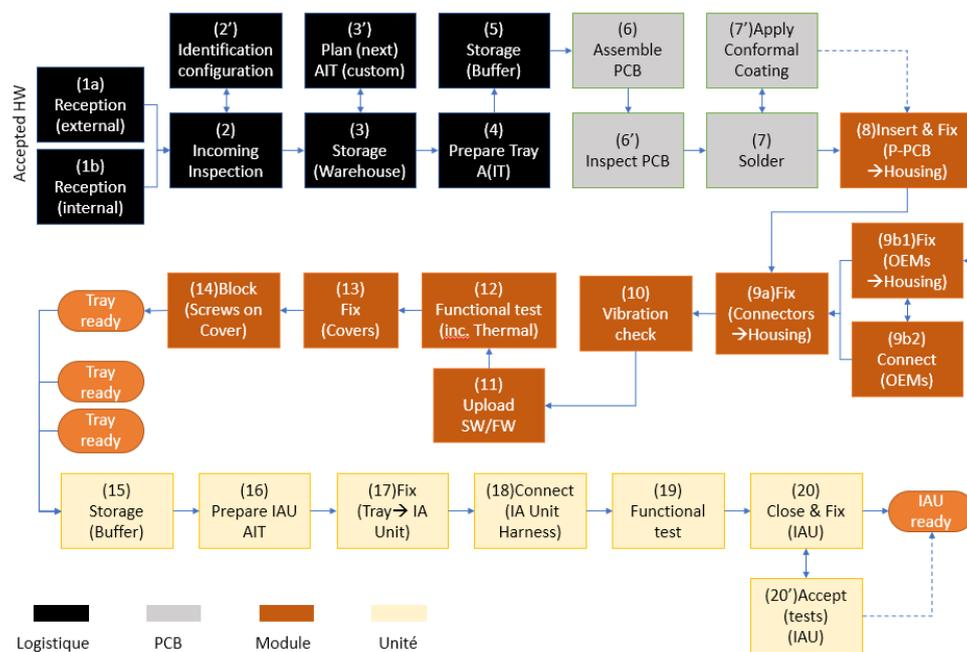 Accepted HW
(1a)
Reception
(external)
(1b)
Reception
(internal)
(2’)
Identification
configuration
(2)
Incoming
Inspection
(3’)
Plan (next)
AIT (custom)
(3)
Storage
(Warehouse)
(5)
Storage
(Buffer)
(4)
Prepare Tray
A(IT)
(6)
Assemble
PCB
(6’)
Inspect PCB
(7’)Apply
Conformal
Coating
(7)
Solder
(8)Insert & Fix
(P-PCB
→Housing)
(9b1)Fix
(OEMs
→Housing)
(9b2)
Connect
(OEMs)
(9a)Fix
(Connectors
→Housing)
(10)
Vibration
check
(11)
Upload
SW/FW
(12)
Functional test
(inc. Thermal)
(13)
Fix
(Covers)
(14)Block
(Screws on
Cover)
Tray
ready
Tray
ready
Tray
ready
(15)
Storage
(Buffer)
(16)
Prepare IAU
AIT
(17)Fix
(Tray→ IA
Unit)
(18)Connect
(IA Unit
Harness)
(19)
Functional
test
(20)
Close & Fix
(IAU)
(20’)Accept
(tests)
(IAU)
IAU
ready
Logistique
PCB
Module
Unité